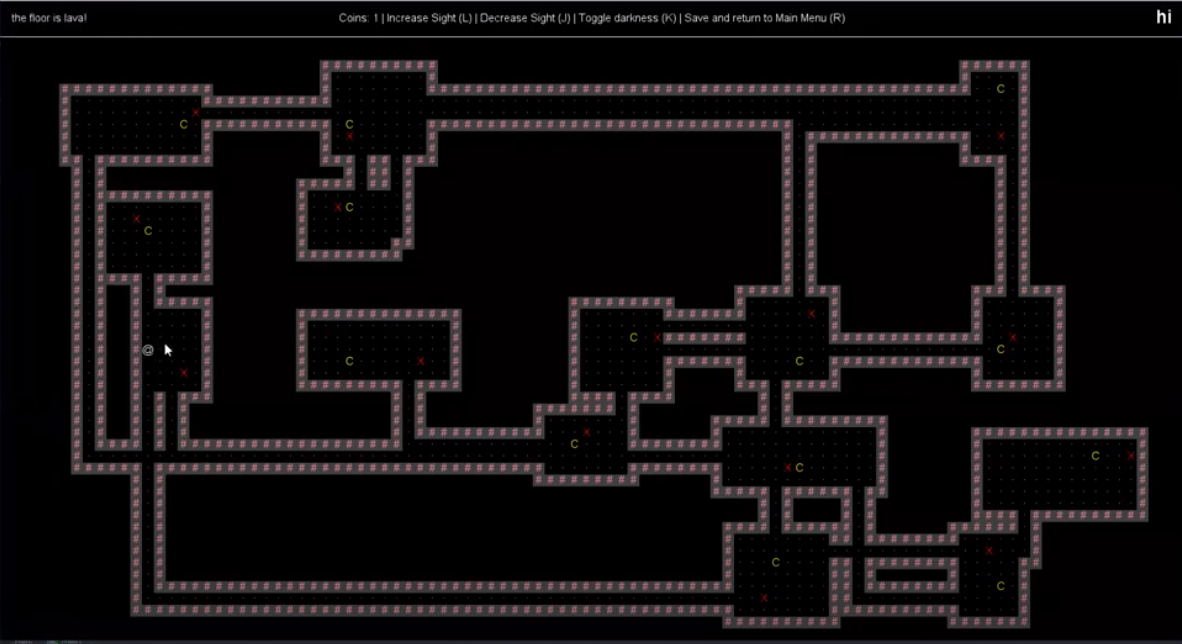 the floor is lava!
Coins: 1 | Increase Sight (L) | Decrease Sight (J) | Toggle darkness (K) | Save and return to Main Menu (R)
hi